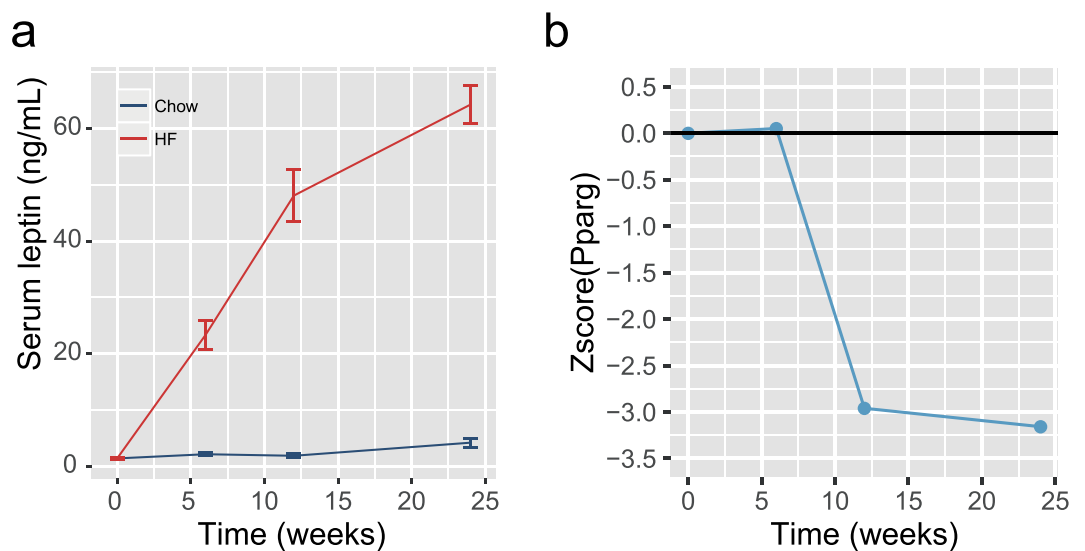 a
Serum leptin (ng/mL)
60
40
20
0
Chow
HF
0 5 10 15 20 25
Time (weeks)
b
Zscore(Pparg)
0.5
0.0
−0.5
−1.0
−1.5
−2.0
−2.5
−3.0
−3.5
0 5 10 15 20 25
Time (weeks)